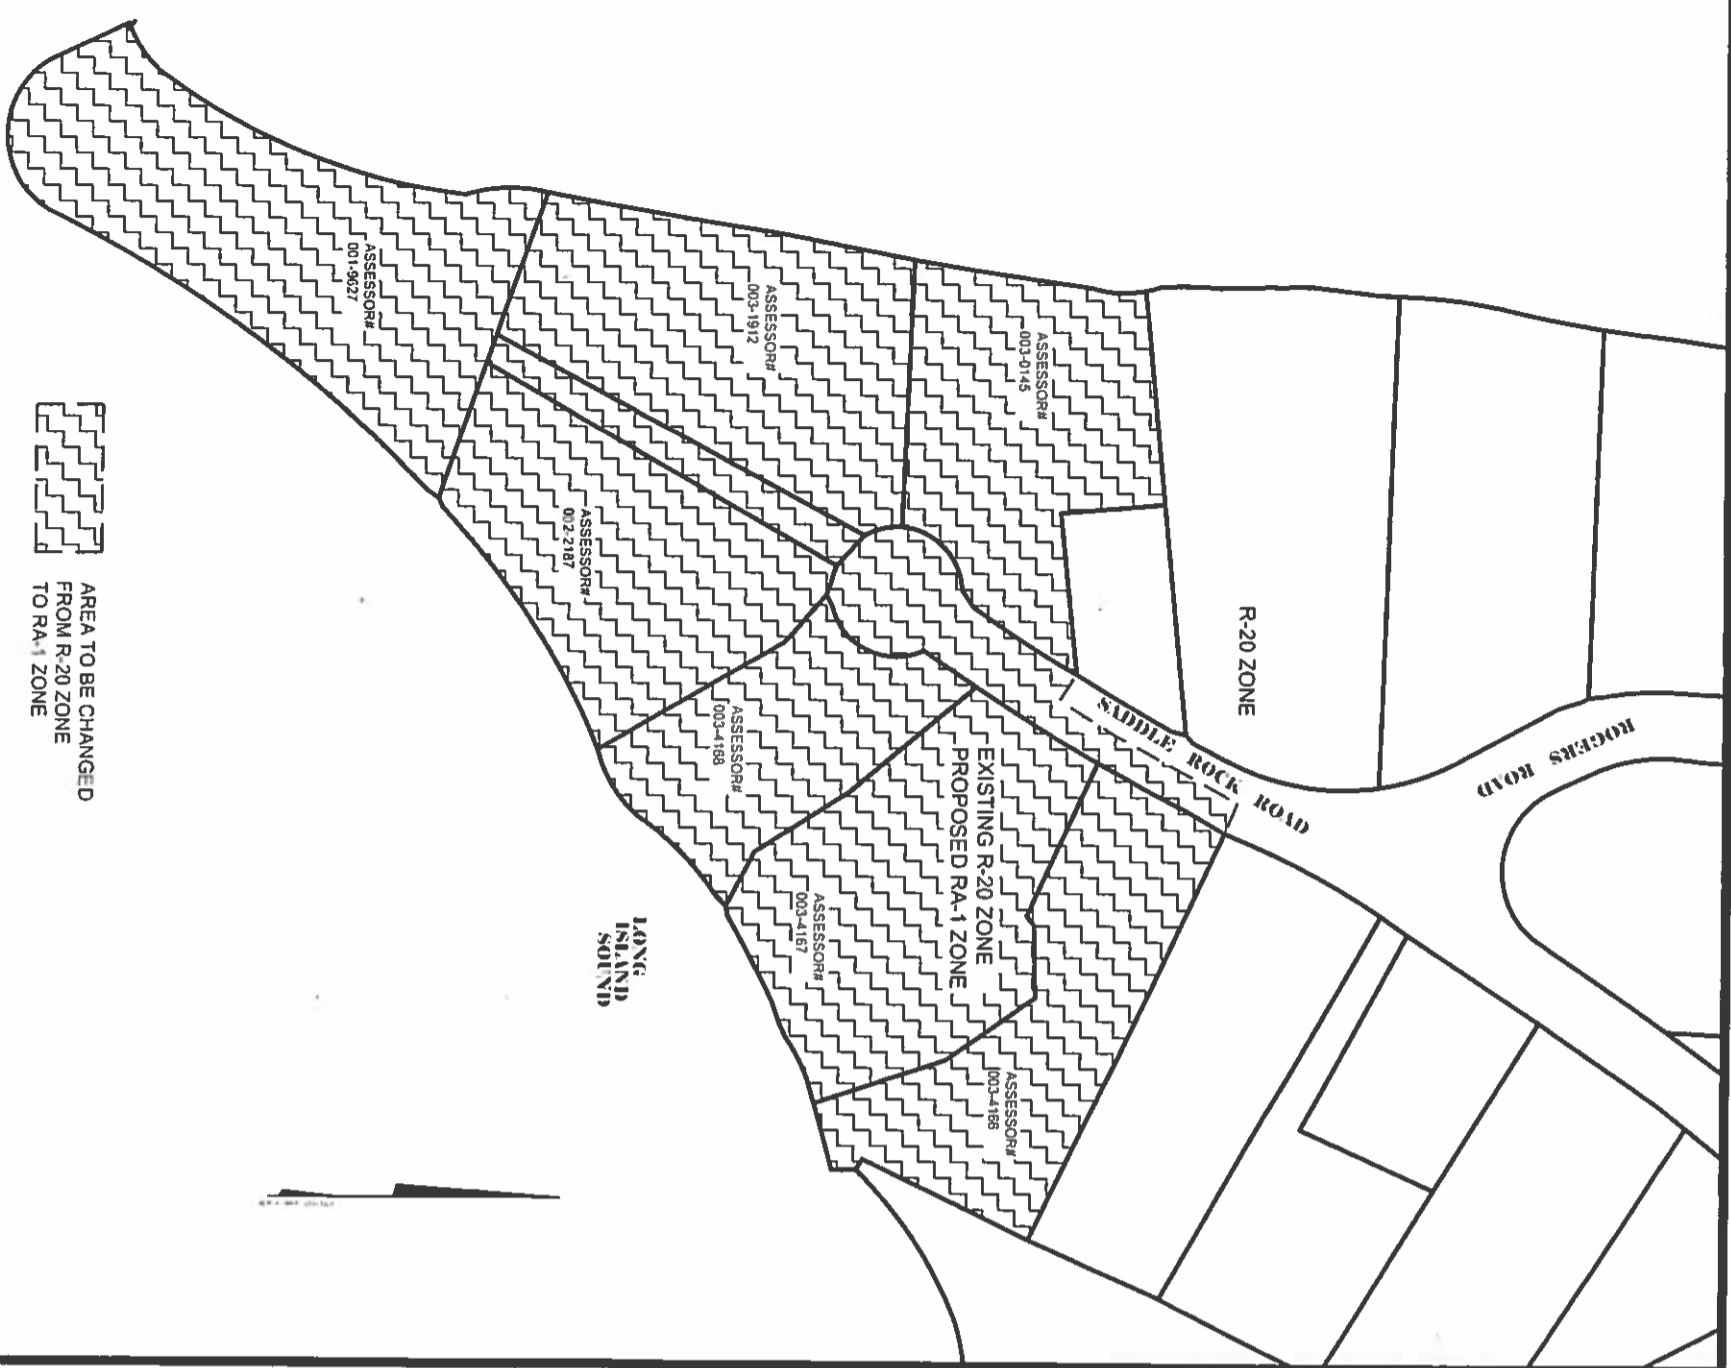 ROGERS ROAD
R-20 ZONE
SADDLE ROCK ROAD
ASSESSOR#
003-0145
EXISTING R-20 ZONE
PROPOSED RA-1 ZONE
ASSESSOR#
003-4166
ASSESSOR#
003-4167
ASSESSOR#
003-1912
ASSESSOR#
003-4168
ASSESSOR#
002-2187
ASSESSOR#
001-9627
LONG
ISLAND
SOUND
AREA TO BE CHANGED
FROM R-20 ZONE
TO RA-1 ZONE